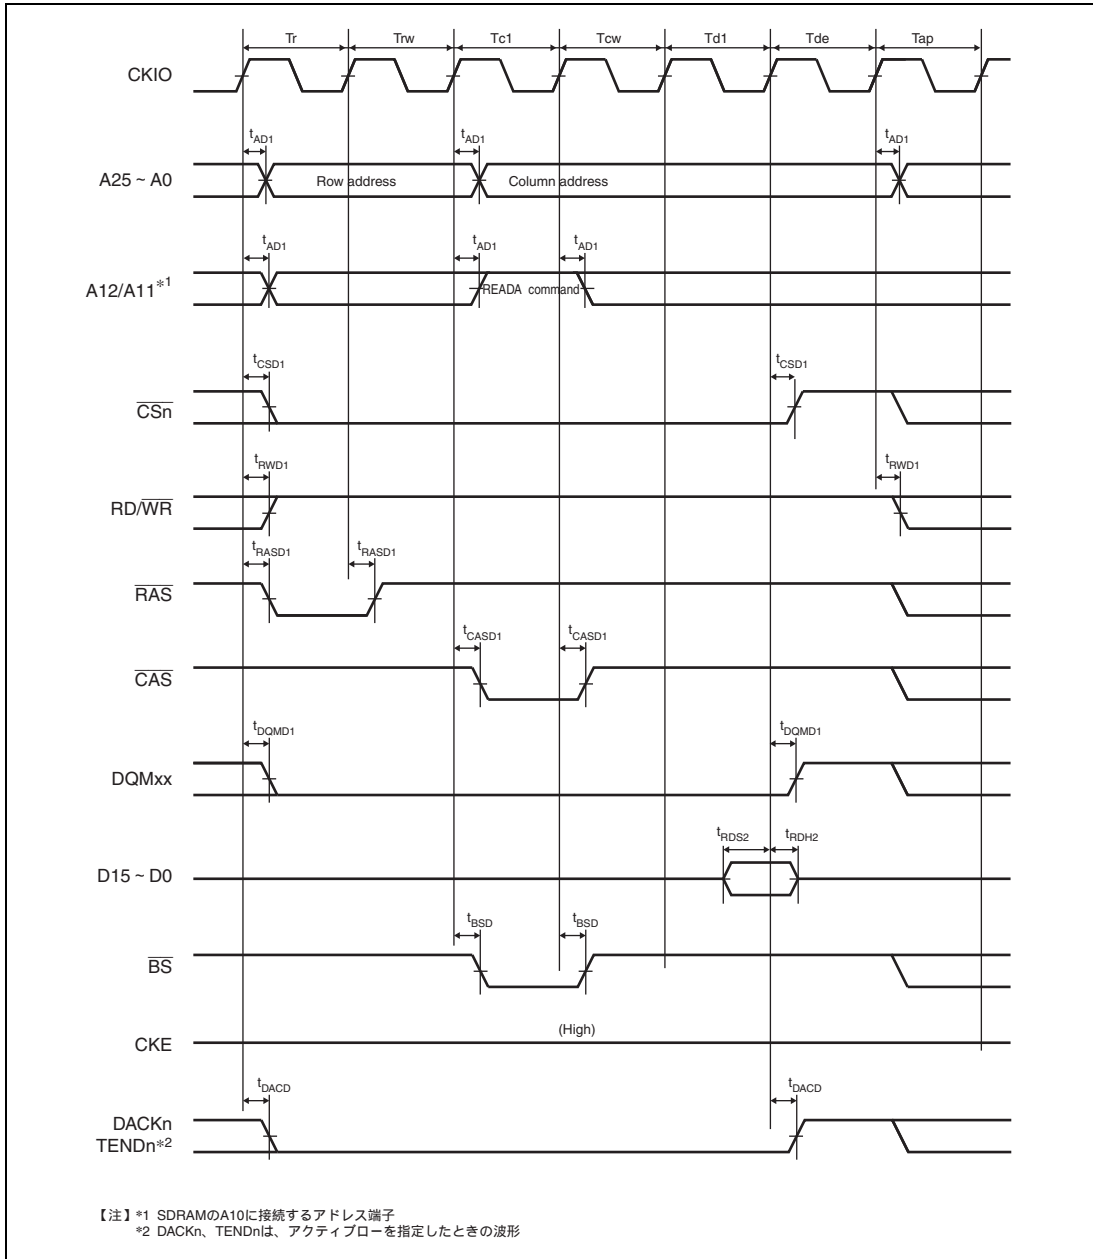 Tr Trw Tc1 Tcw Td1 Tde Tap
CKIO
tAD1 tAD1 tAD1
A25 ~ A0 Row address Column address
tAD1 tAD1 tAD1
A12/A11*1 READA command
tCSD1 tCSD1
CSn
tRWD1 tRWD1
RD/WR
tRASD1 tRASD1
RAS
tCASD1 tCASD1
CAS
tDQMD1 tDQMD1
DQMxx
tRDS2 tRDH2
D15 ~ D0
tBSD tBSD
BS
(High)
CKE
tDACD tDACD
DACKn
TENDn*2
【注】*1 SDRAMのA10に接続するアドレス端子
*2 DACKn、TENDnは、アクティブローを指定したときの波形